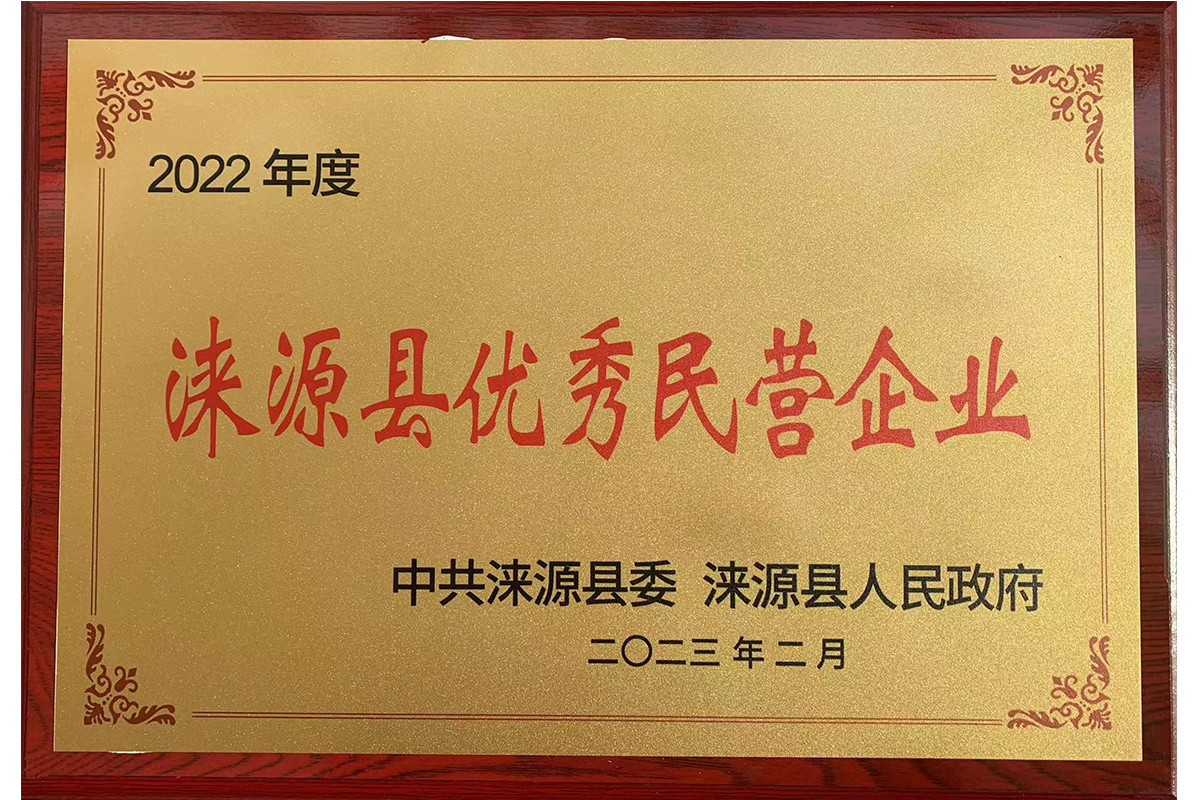 2022 年度
涞源县优秀民营企业
中共涞源县委 涞源县人民政府
二〇二三年二月